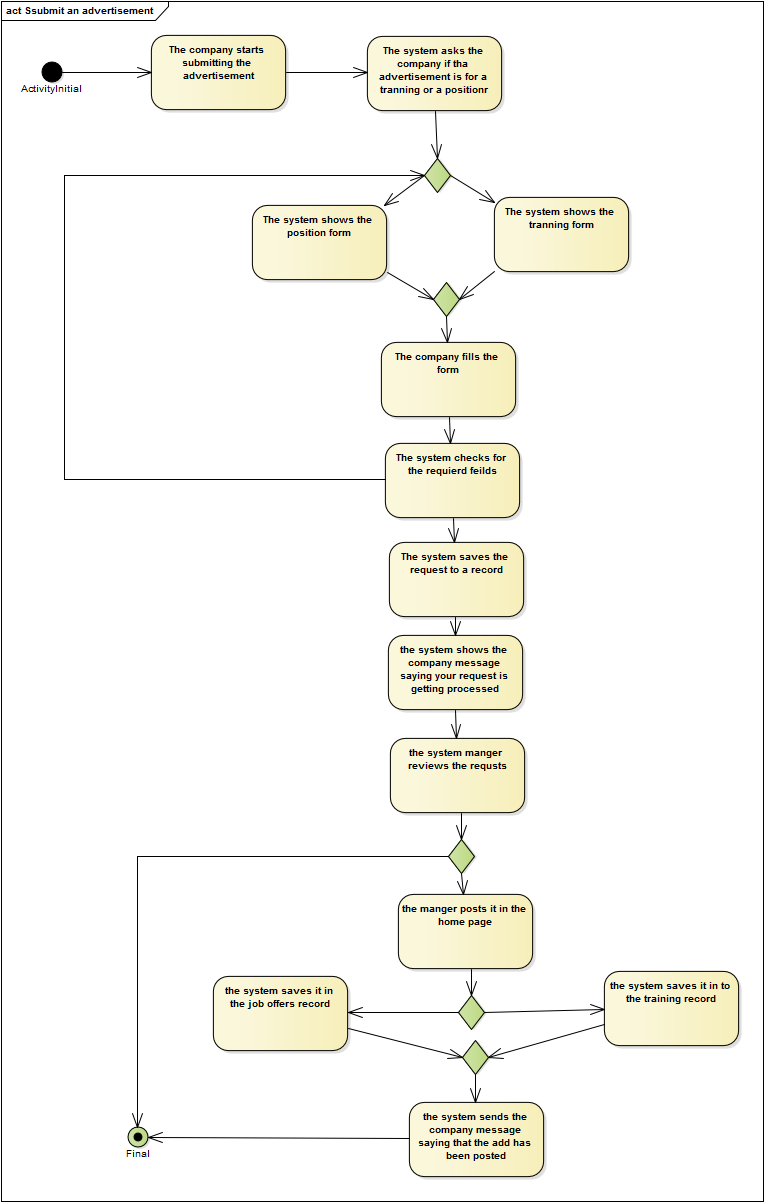 act Ssubmit an advertisement
The company starts
submitting the
advertisement
The system asks the
company if tha
advertisement is for a
tranning or a positionr
ActivityInitial
The system shows the
position form
The system shows the
tranning form
The company fills the
form
The system checks for
the requierd feilds
The system saves the
request to a record
the system shows the
company message
saying your request is
getting processed
the system manger
reviews the requsts
the manger posts it in the
home page
the system saves it in
the job offers record
the system saves it in to
the training record
the system sends the
company message
saying that the add has
been posted
Final